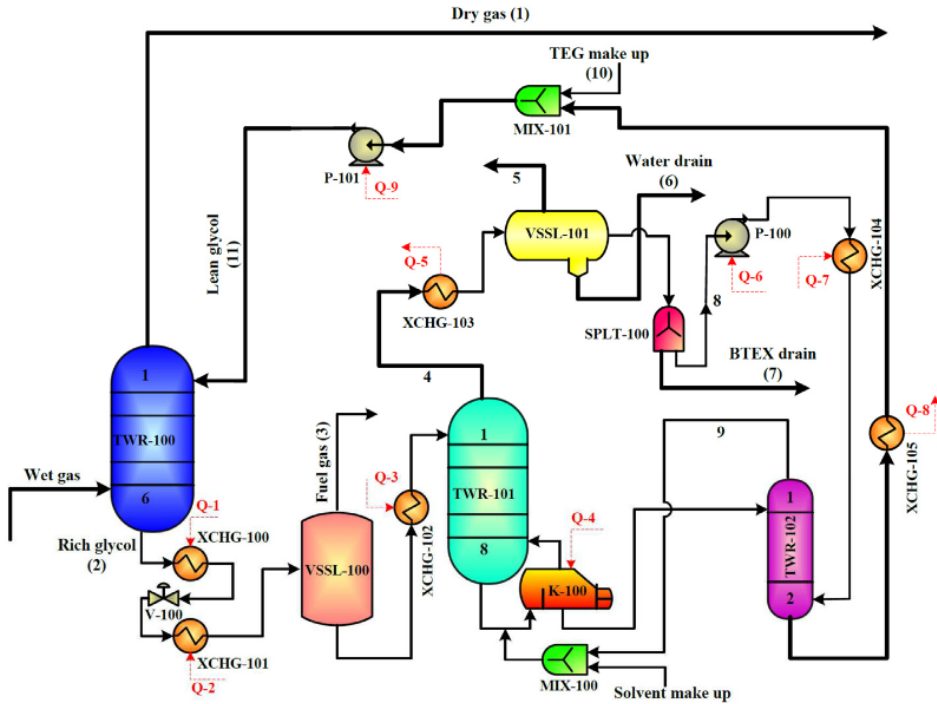 Dry gas (1)
TEG make up
(10)
MIX-101
P-101
Q-9
Water drain
(6)
5
VSSL-101
P-100
Q-6
Q-7
XCHG-104
Lean glycol
(11)
Q-5
XCHG-103
8
SPLT-100
BTEX drain
(7)
4
9
Q-8
XCHG-105
1
TWR-100
6
Wet gas
Rich glycol
(2)
Q-1
XCHG-100
V-100
XCHG-101
Q-2
Fuel gas (3)
VSSL-100
Q-3
XCHG-102
1
TWR-101
8
Q-4
K-100
MIX-100
Solvent make up
1
TWR-102
2